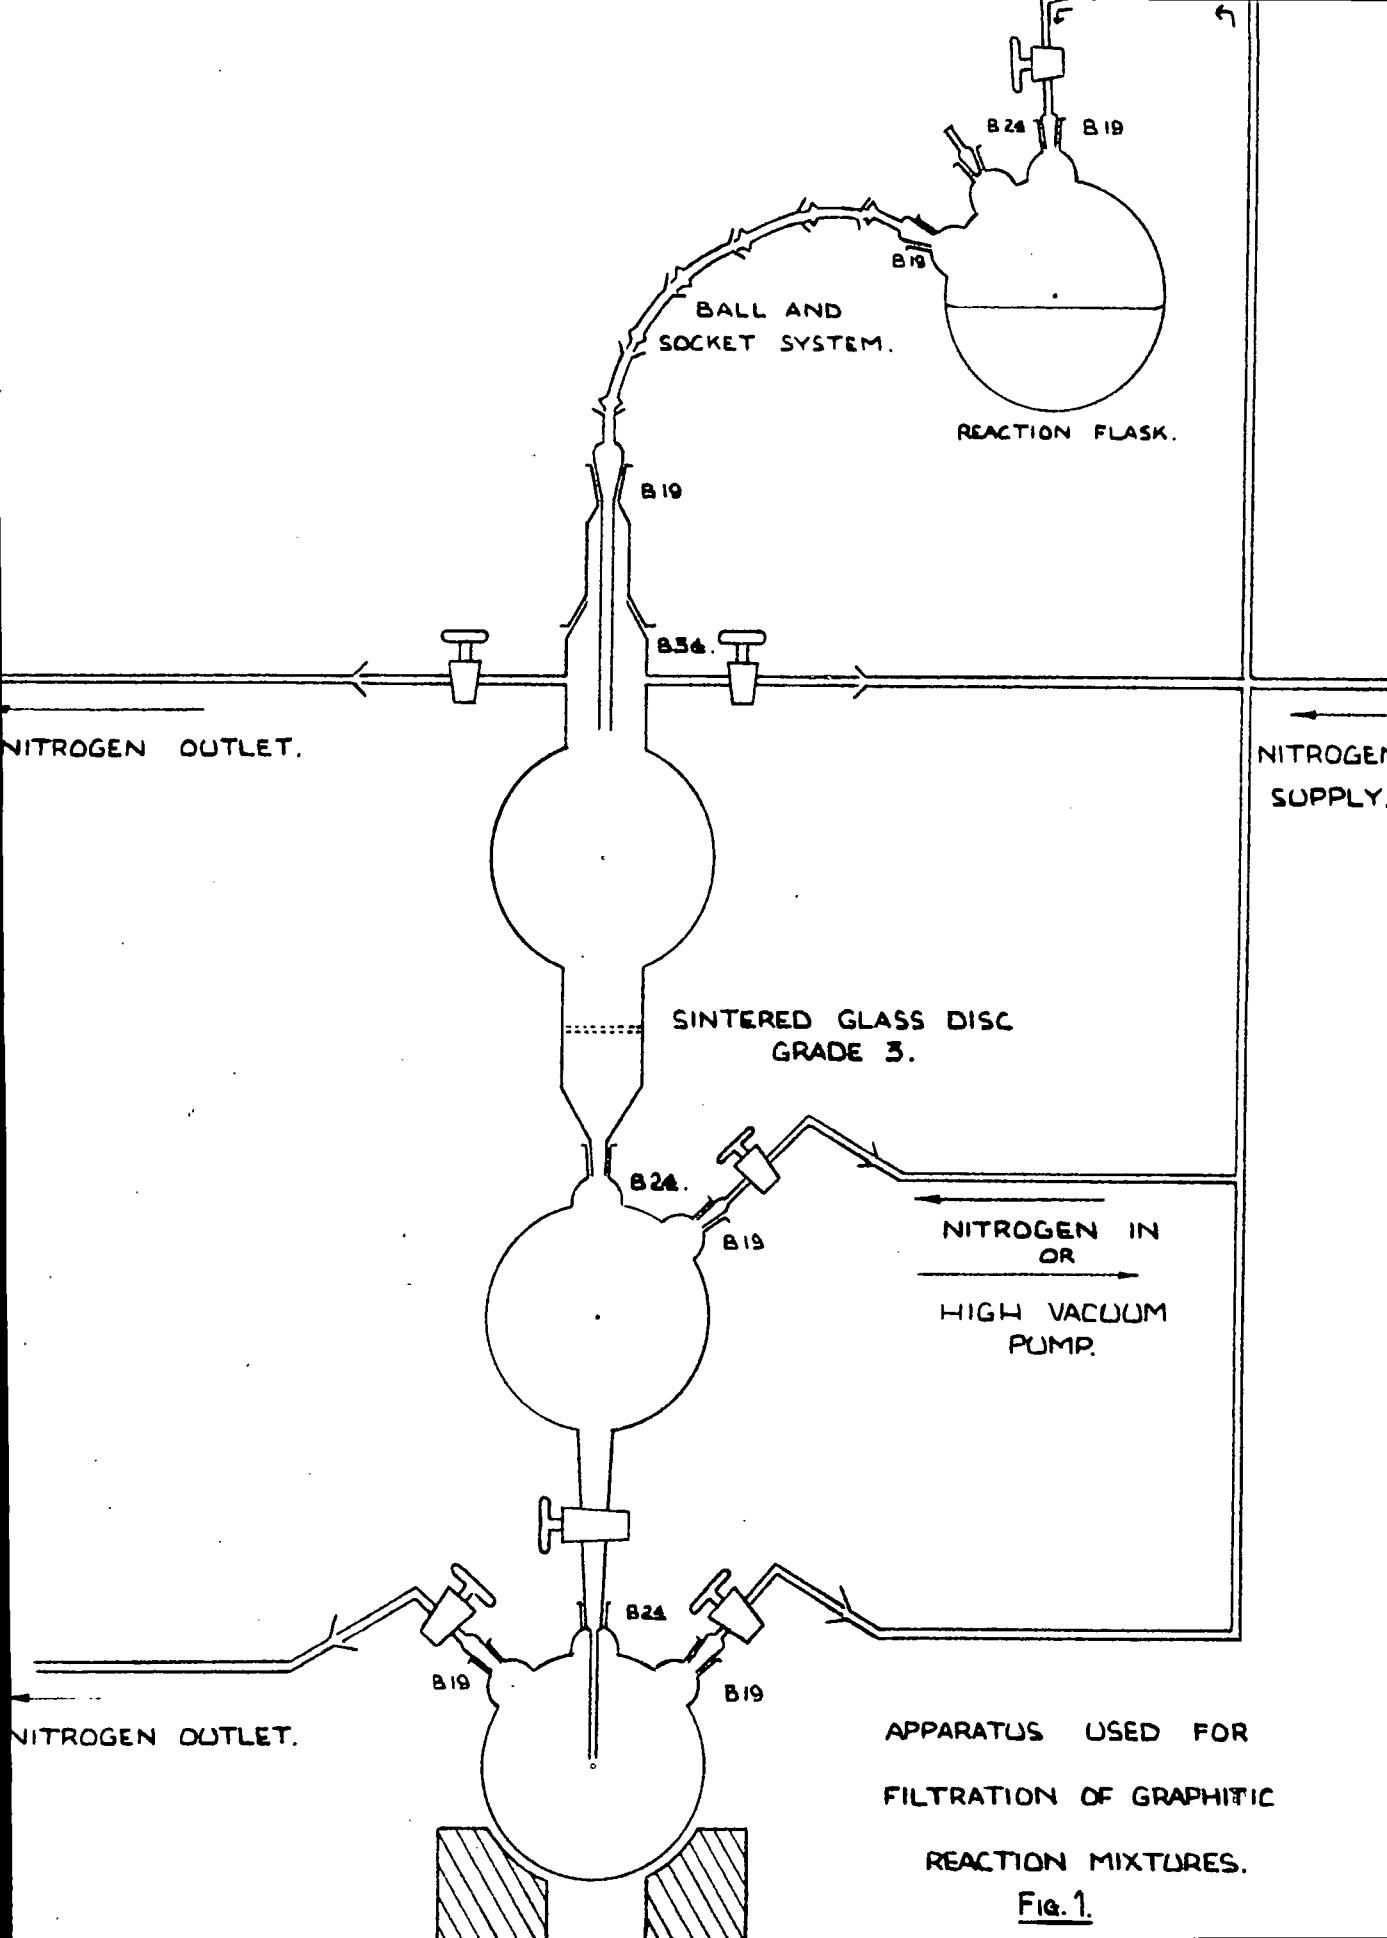 B24 B19
B19
BALL AND
SOCKET SYSTEM.
REACTION FLASK.
B19
B34.
NITROGEN OUTLET.
NITROGEN
SUPPLY.
SINTERED GLASS DISC
GRADE 3.
B24.
B19
NITROGEN IN
OR
HIGH VACUUM
PUMP.
B24
B19
B19
NITROGEN OUTLET.
APPARATUS USED FOR
FILTRATION OF GRAPHITIC
REACTION MIXTURES.
FIG. 1.